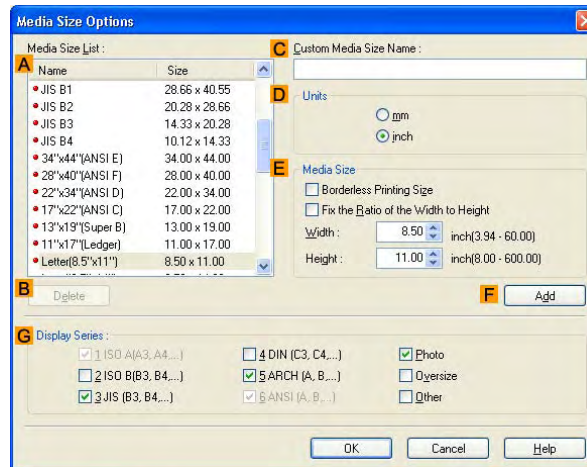 Media Size Options
Media Size List :
C Custom Media Size Name :
A Name Size
JIS B1 28.66 x 40.55
JIS B2 20.28 x 28.66
JIS B3 14.33 x 20.28
JIS B4 10.12 x 14.33
34"x44"(ANSI E) 34.00 x 44.00
28"x40"(ANSI F) 28.00 x 40.00
22"x34"(ANSI D) 22.00 x 34.00
17"x22"(ANSI C) 17.00 x 22.00
13"x19"(Super B) 13.00 x 19.00
11"x17"(Ledger) 11.00 x 17.00
Letter(8.5"x11") 8.50 x 11.00
B Delete
D Units
mm
inch
E Media Size
Borderless Printing Size
Fix the Ratio of the Width to Height
Width : 8.50 inch(3.94 - 60.00)
Height : 11.00 inch(8.00 - 600.00)
F Add
G Display Series :
1 ISO A(A3, A4,...) 4 DIN (C3, C4,...) Photo
2 ISO B(B3, B4,...) 5 ARCH (A, B,...) Oversize
3 JIS (B3, B4,...) 6 ANSI (A, B,...) Other
OK Cancel Help